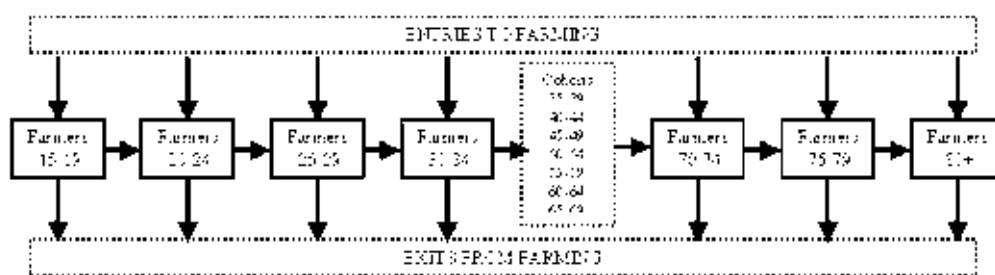 ENTRIES TO FARMING
Farmers
15-19
Farmers
20-24
Farmers
25-29
Farmers
30-34
Cohorts
35-39
40-44
45-49
50-54
55-59
60-64
65-69
Farmers
70-74
Farmers
75-79
Farmers
80+
EXITS FROM FARMING